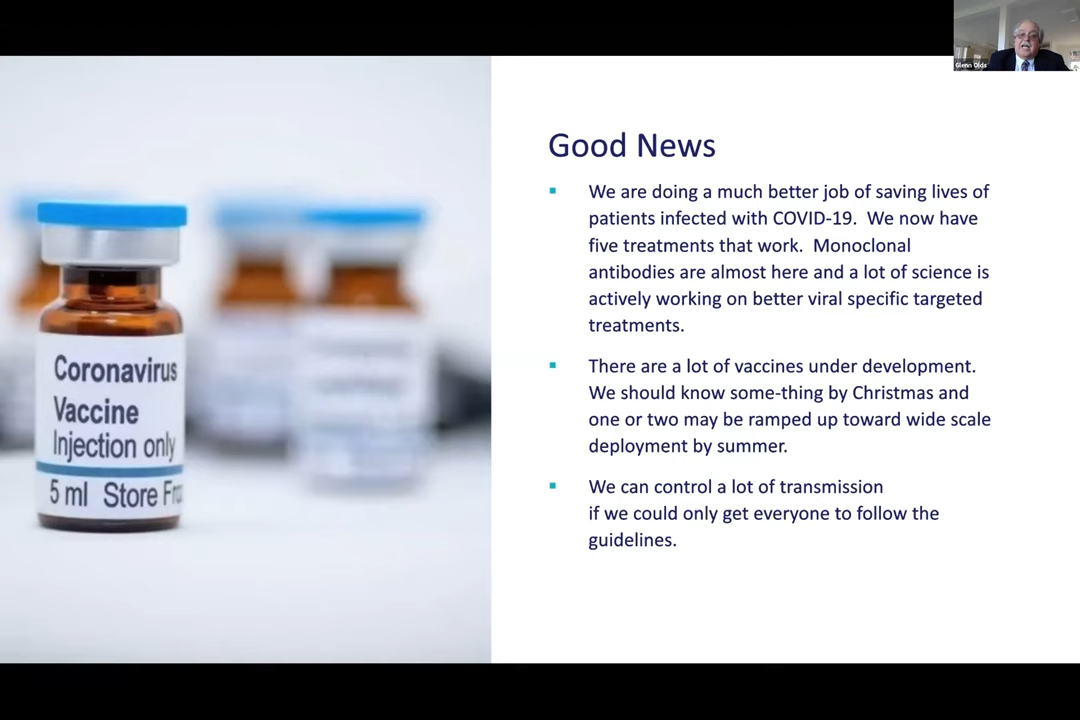 Glenn Olds
Good News
We are doing a much better job of saving lives of
patients infected with COVID-19. We now have
five treatments that work. Monoclonal
antibodies are almost here and a lot of science is
actively working on better viral specific targeted
treatments.
There are a lot of vaccines under development.
We should know some-thing by Christmas and
one or two may be ramped up toward wide scale
deployment by summer.
We can control a lot of transmission
if we could only get everyone to follow the
guidelines.
Coronavirus
Vaccine
Injection only
5 ml Store